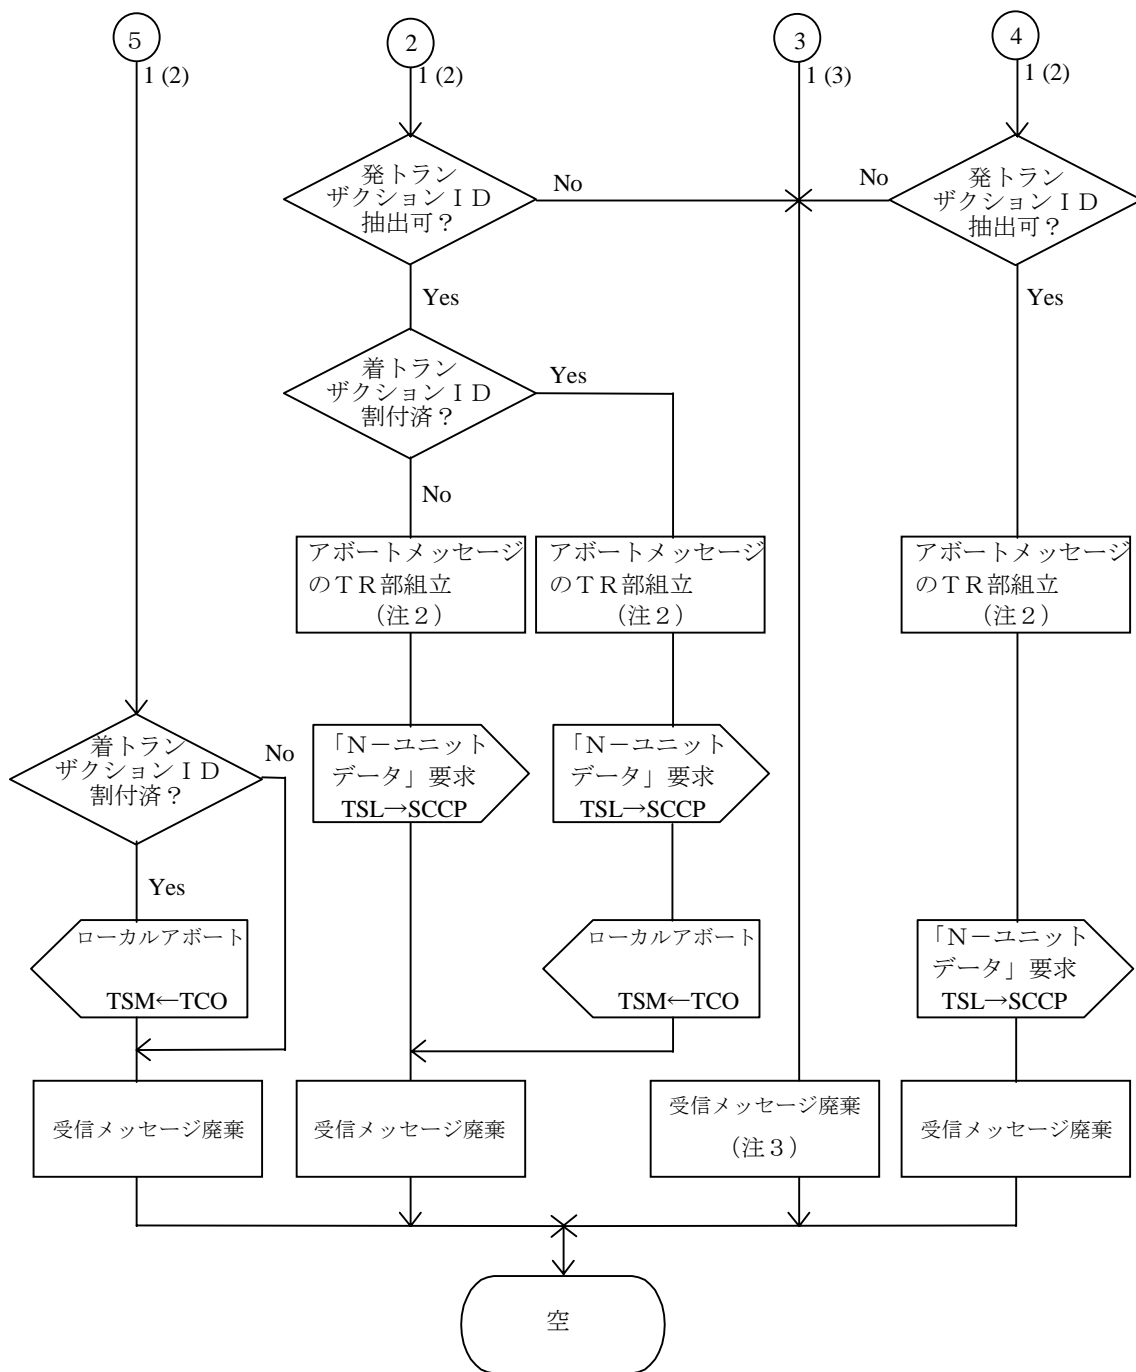 ５
２
３
４
1 (2)
1 (2)
1 (3)
1 (2)
発トラン
ザクションＩＤ
抽出可？
No
No
発トラン
ザクションＩＤ
抽出可？
Yes
Yes
着トラン
ザクションＩＤ
割付済？
Yes
No
アボートメッセージ
のＴＲ部組立
（注２）
アボートメッセージ
のＴＲ部組立
（注２）
アボートメッセージ
のＴＲ部組立
（注２）
着トラン
ザクションＩＤ
割付済？
No
「Ｎ－ユニット
データ」要求
TSL→SCCP
「Ｎ－ユニット
データ」要求
TSL→SCCP
Yes
ローカルアボート
TSM←TCO
ローカルアボート
TSM←TCO
「Ｎ－ユニット
データ」要求
TSL→SCCP
受信メッセージ廃棄
受信メッセージ廃棄
受信メッセージ廃棄
（注３）
受信メッセージ廃棄
空